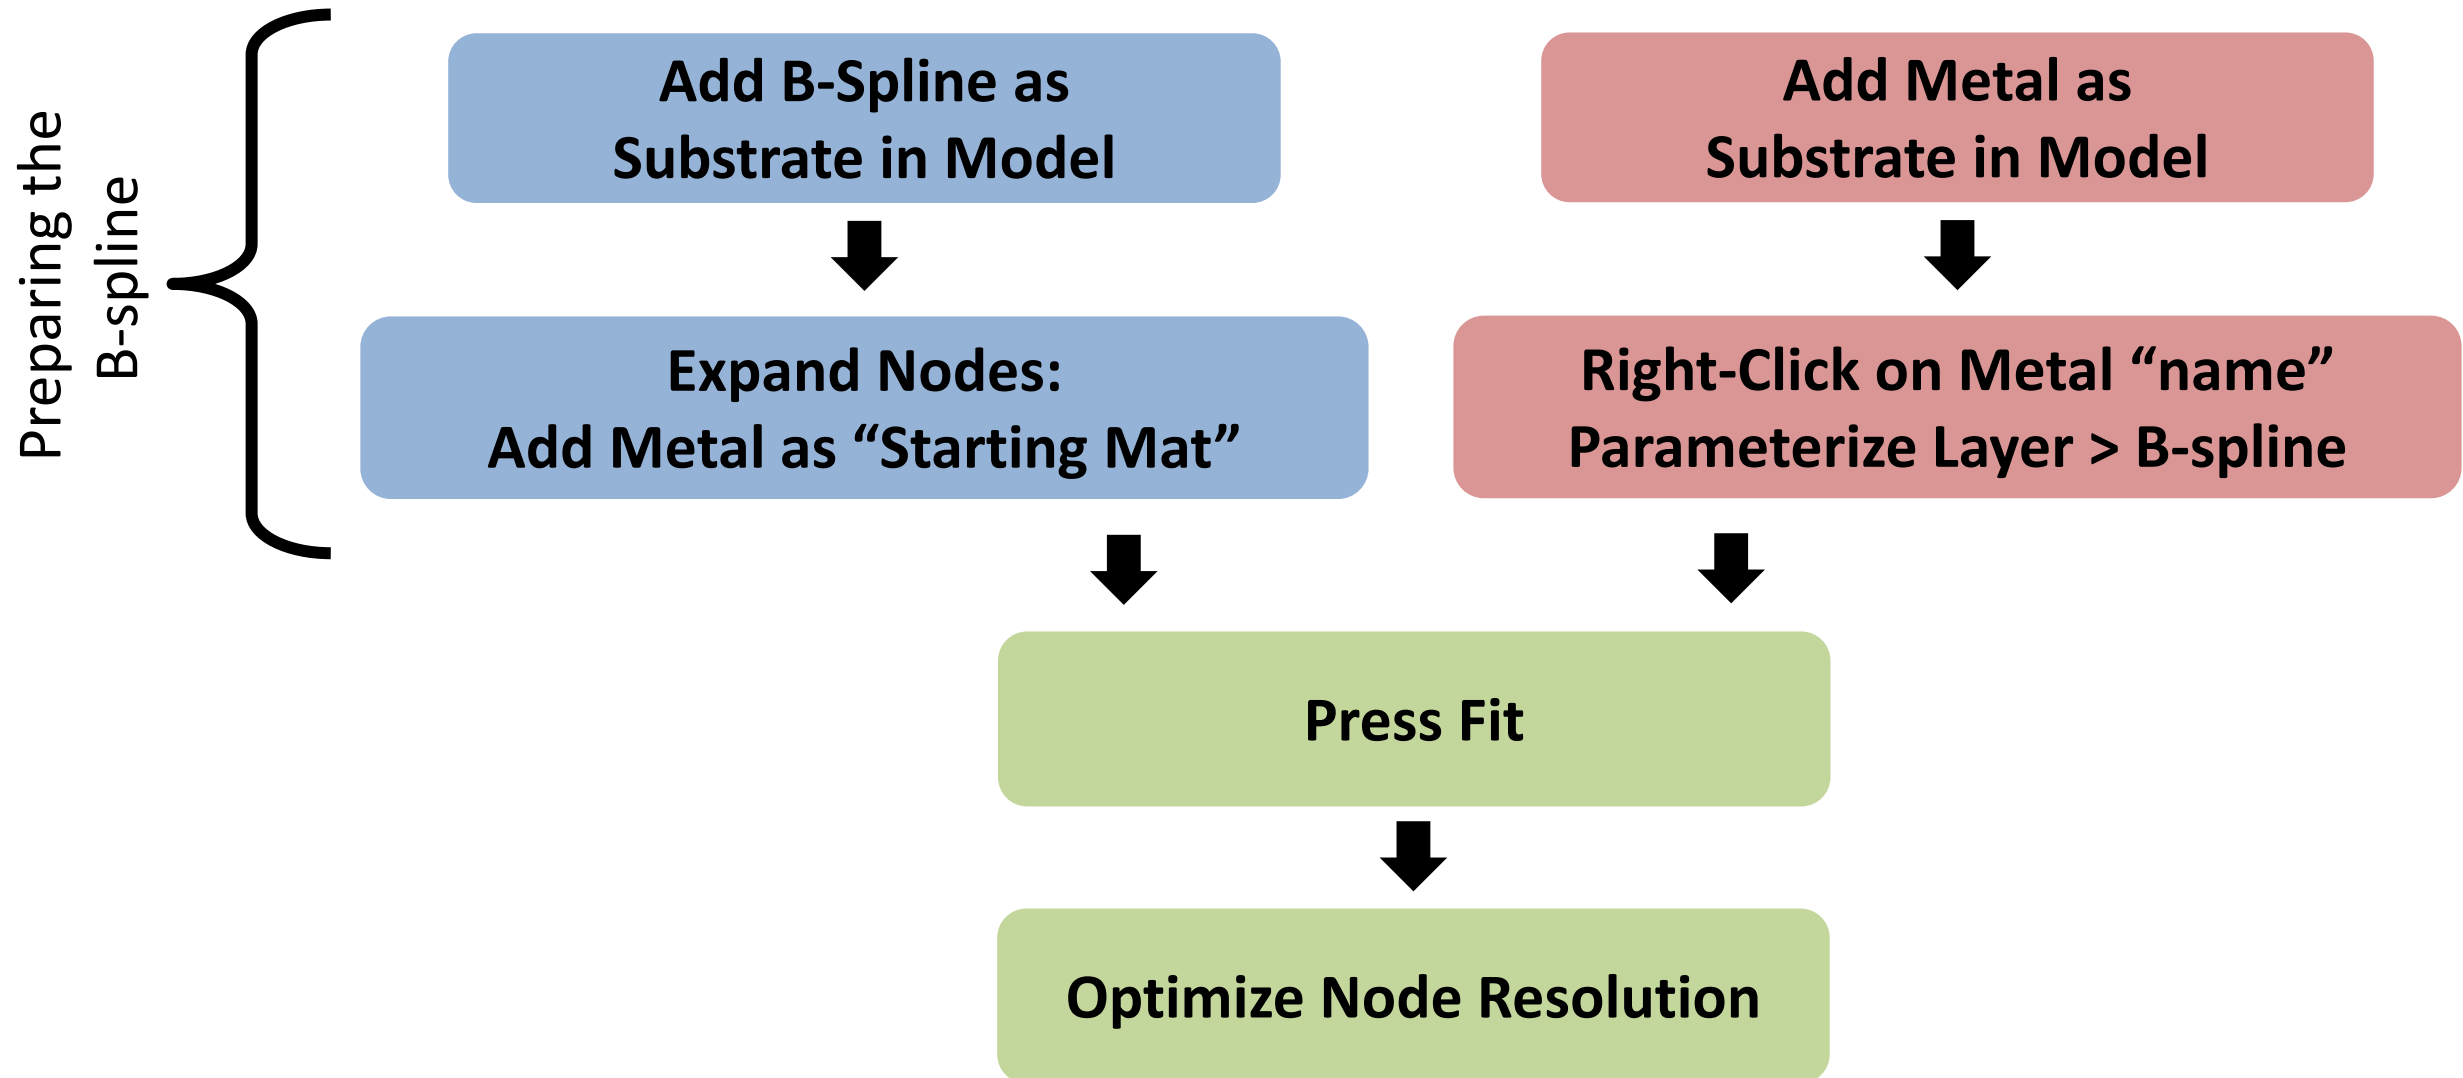 Preparing the
B-spline
Add B-Spline as
Substrate in Model
Add Metal as
Substrate in Model
Expand Nodes:
Add Metal as “Starting Mat”
Right-Click on Metal “name”
Parameterize Layer > B-spline
Press Fit
Optimize Node Resolution